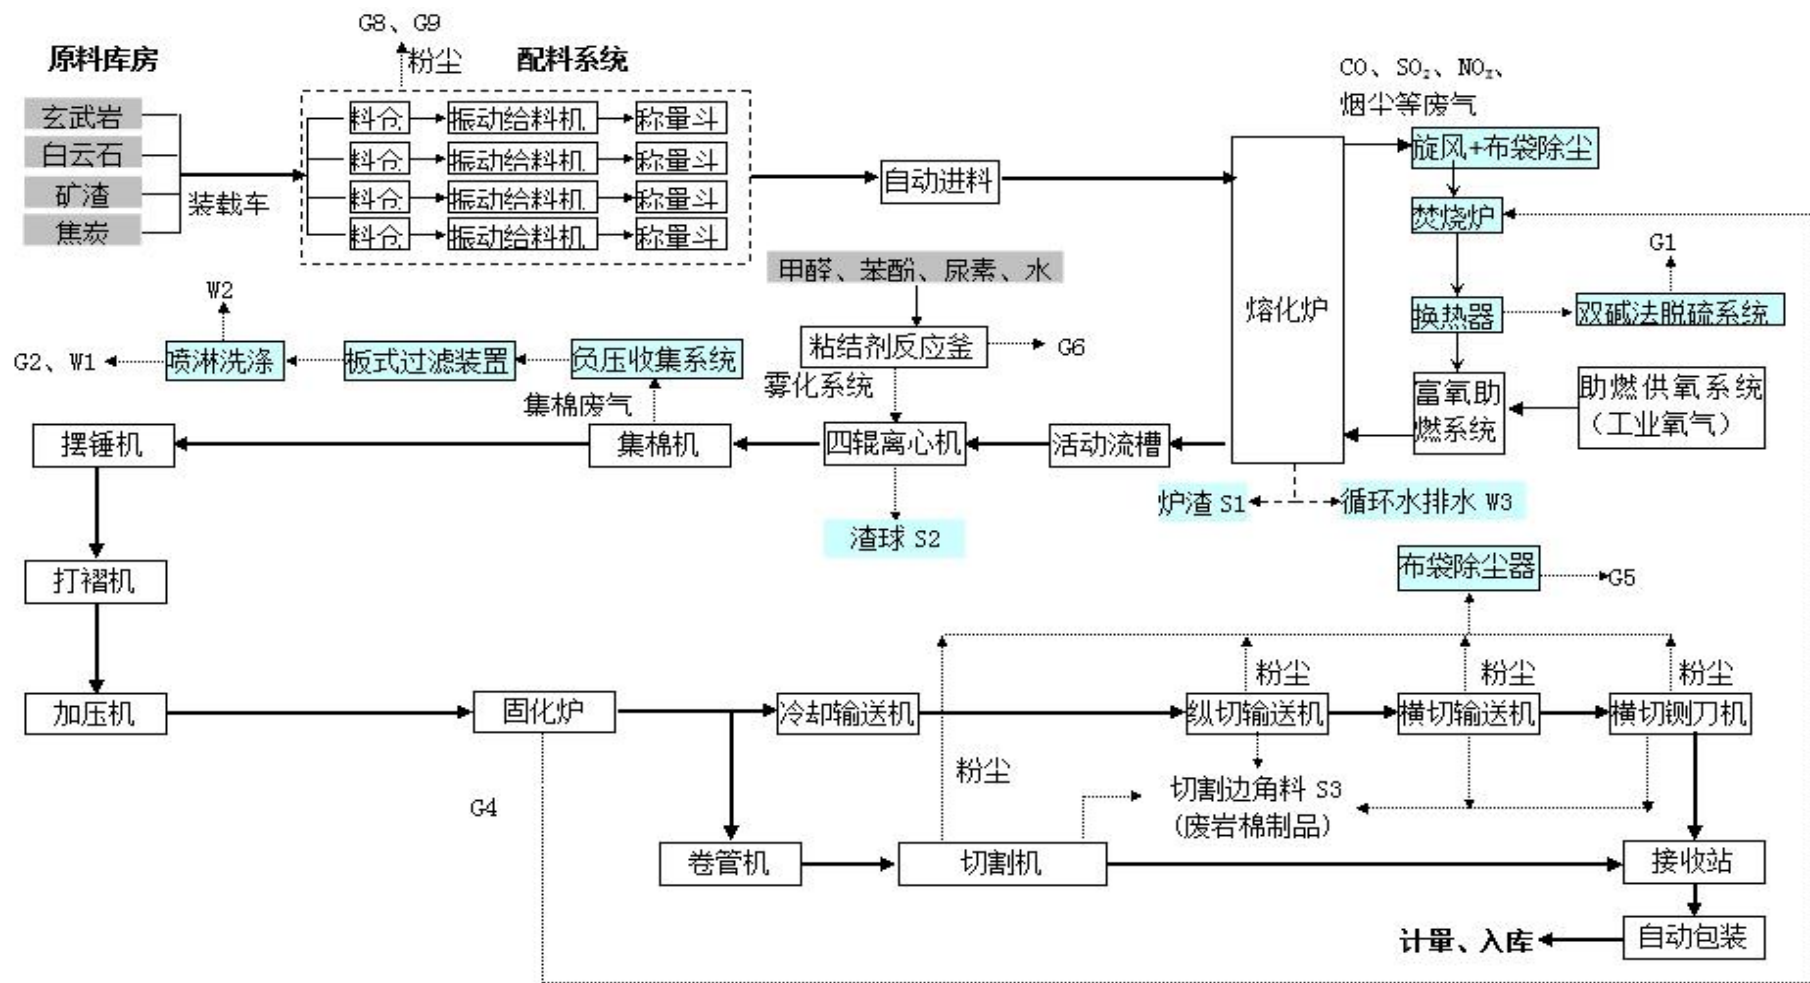 G8、G9
粉尘
原料库房
配料系统
玄武岩
白云石
矿渣
焦炭
装载车
料仓
振动给料机
称量斗
料仓
振动给料机
称量斗
料仓
振动给料机
称量斗
料仓
振动给料机
称量斗
自动进料
CO、SO₂、NOₓ、
烟尘等废气
旋风+布袋除尘
焚烧炉
G1
换热器
双碱法脱硫系统
富氧助
燃系统
助燃供氧系统
（工业氧气）
熔化炉
甲醛、苯酚、尿素、水
粘结剂反应釜
G6
雾化系统
W2
G2、W1
喷淋洗涤
板式过滤装置
负压收集系统
集棉废气
摆锤机
集棉机
四辊离心机
活动流槽
炉渣 S1
循环水排水 W3
渣球 S2
打褶机
布袋除尘器
G5
粉尘
粉尘
粉尘
加压机
固化炉
冷却输送机
纵切输送机
横切输送机
横切铡刀机
粉尘
G4
切割边角料 S3
(废岩棉制品)
卷管机
切割机
接收站
自动包装
计量、入库